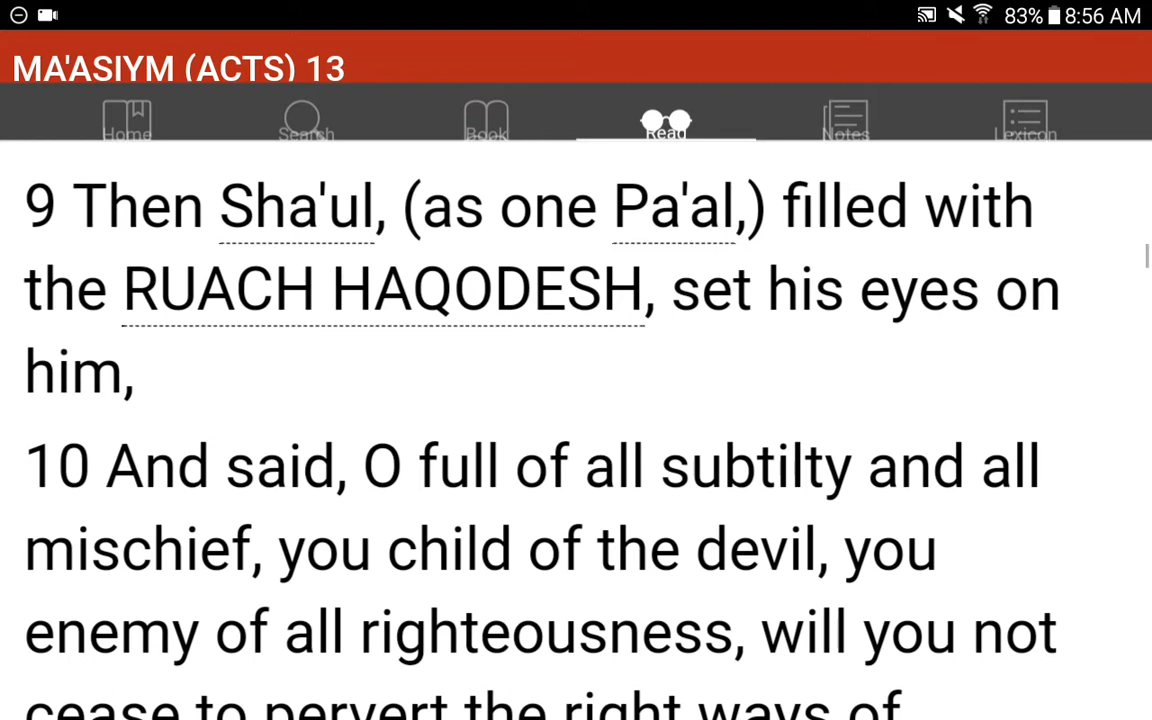 83% 8:56 AM
MA'ASIYM (ACTS) 13
Home Search Book Read Notes Lexicon
9 Then Sha'ul, (as one Pa'al,) filled with
the RUACH HAQODESH, set his eyes on
him,
10 And said, O full of all subtilty and all
mischief, you child of the devil, you
enemy of all righteousness, will you not
cease to pervert the right ways of